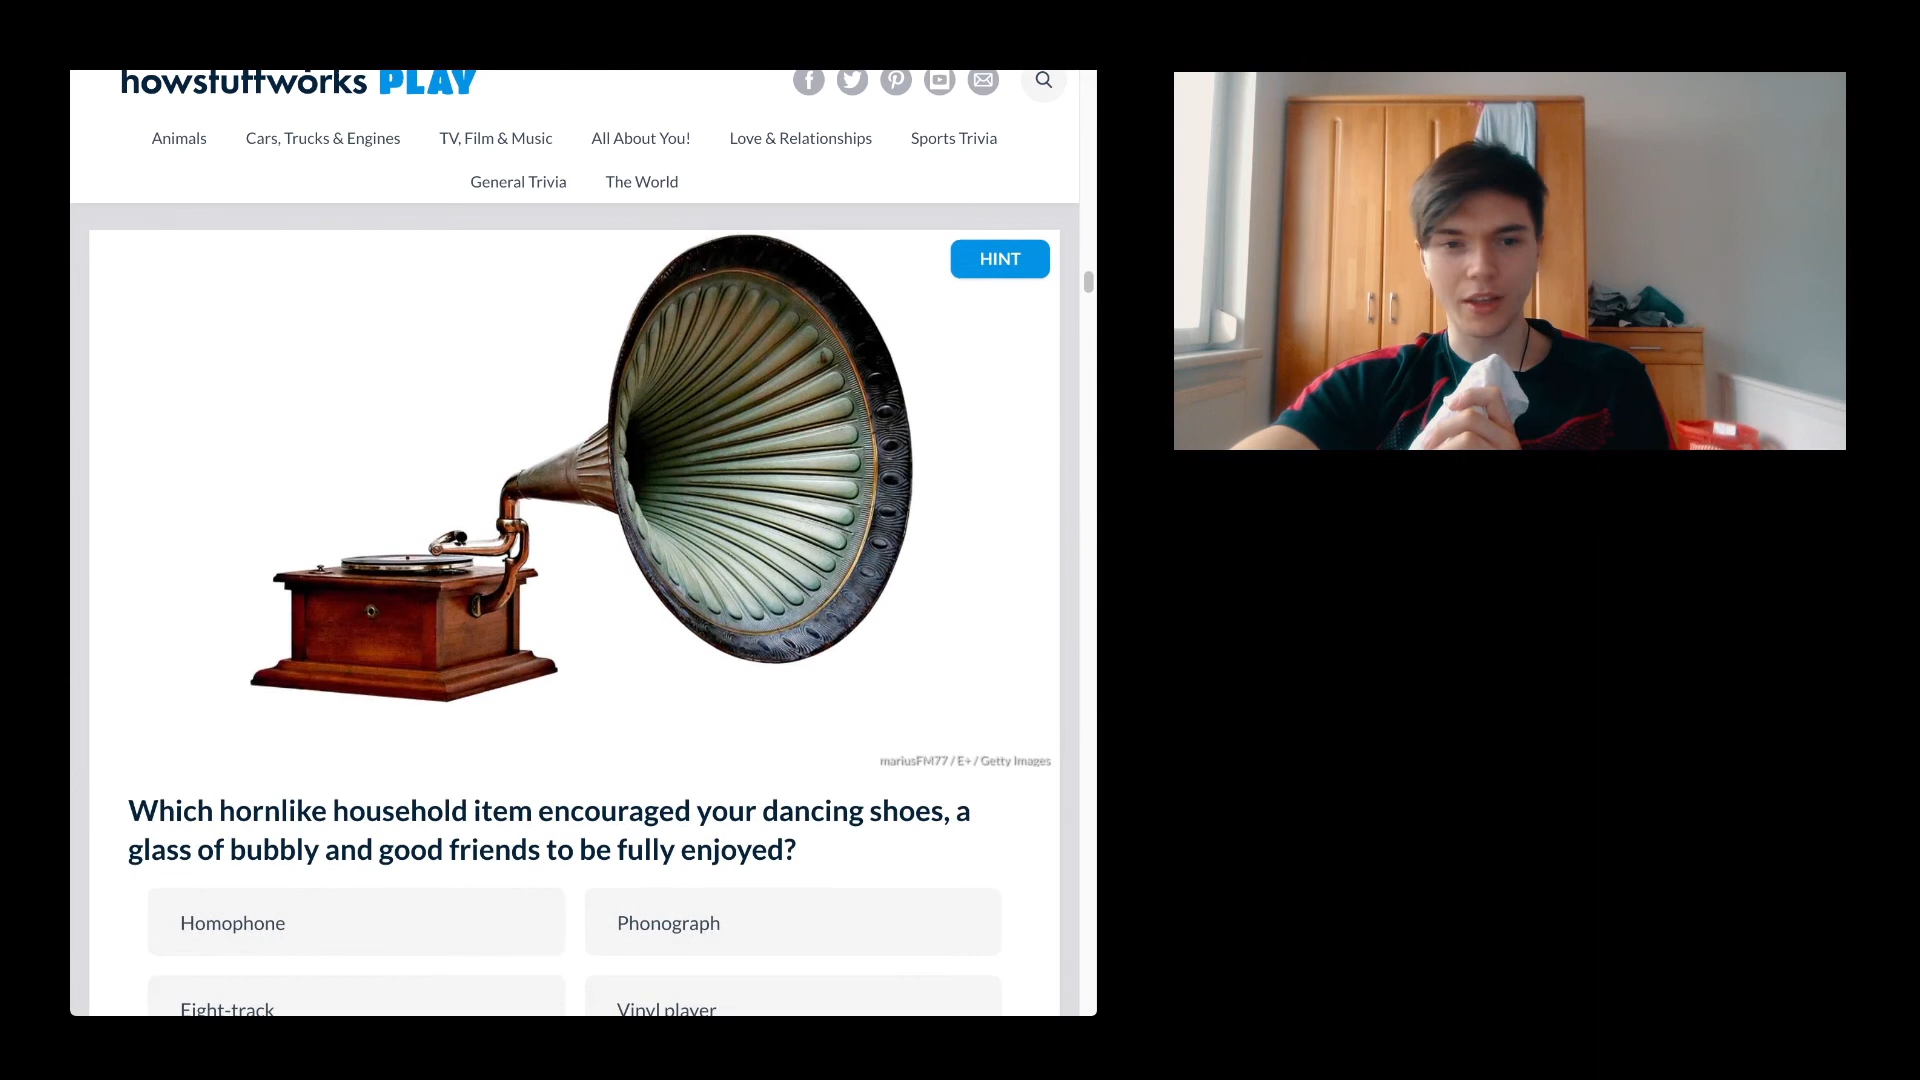 howstuffworks PLAY
Animals Cars, Trucks & Engines TV, Film & Music All About You! Love & Relationships Sports Trivia
General Trivia The World
HINT
mariusFM77 / E+ / Getty Images
Which hornlike household item encouraged your dancing shoes, a
glass of bubbly and good friends to be fully enjoyed?
Homophone Phonograph
Eight-track Vinyl player